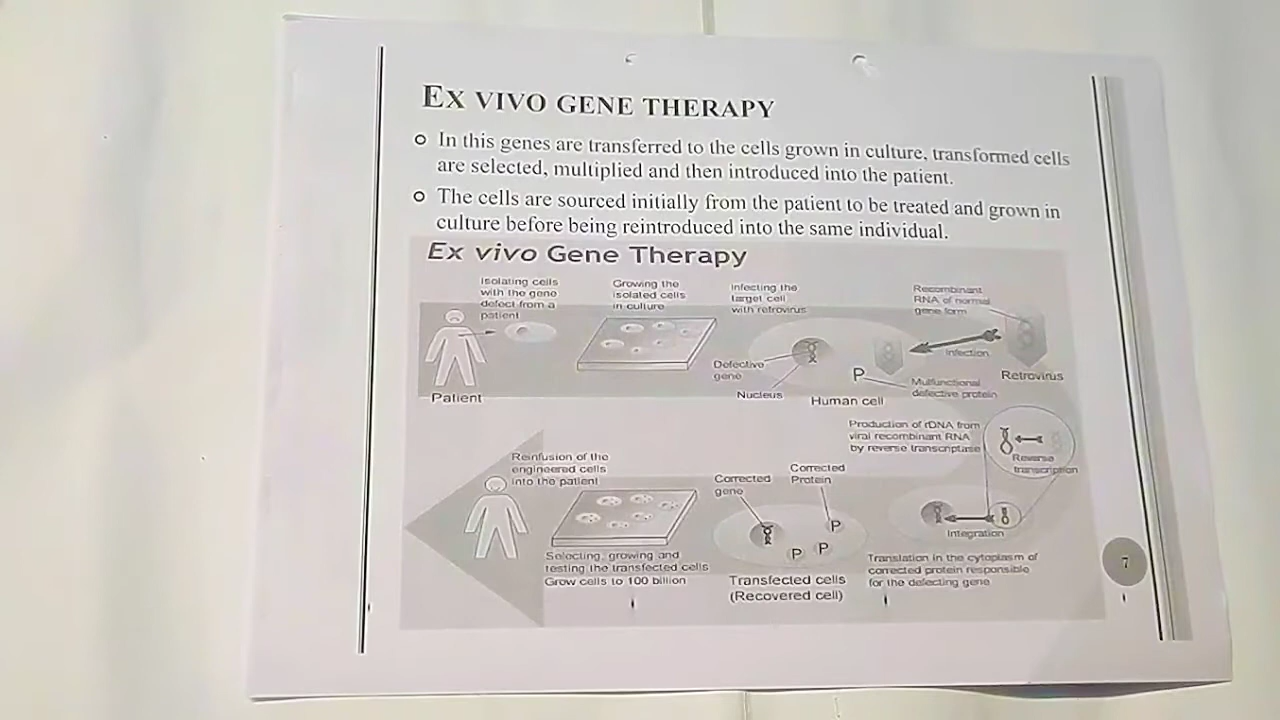 EX VIVO GENE THERAPY
In this genes are transferred to the cells grown in culture, transformed cells
are selected, multiplied and then introduced into the patient.
The cells are sourced initially from the patient to be treated and grown in
culture before being reintroduced into the same individual.
Ex vivo Gene Therapy
Isolating cells
with the gene
defect from a
patient
Growing the
isolated cells
in culture
Infecting the
target cell
with retrovirus
Recombinant
RNA of normal
gene form
Infection
Retrovirus
Defective
gene
Nucleus
Human cell
P
Mulfunctional
defective protein
Patient
Production of rDNA from
viral recombinant RNA
by reverse transcriptase
Reverse
transcription
Reinfusion of the
engineered cells
into the patient
Corrected
gene
Corrected
Protein
P
P
P
Integration
Selecting, growing and
testing the transfected cells
Grow cells to 100 billion
Transfected cells
(Recovered cell)
Translation in the cytoplasm of
corrected protein responsible
for the defecting gene
7